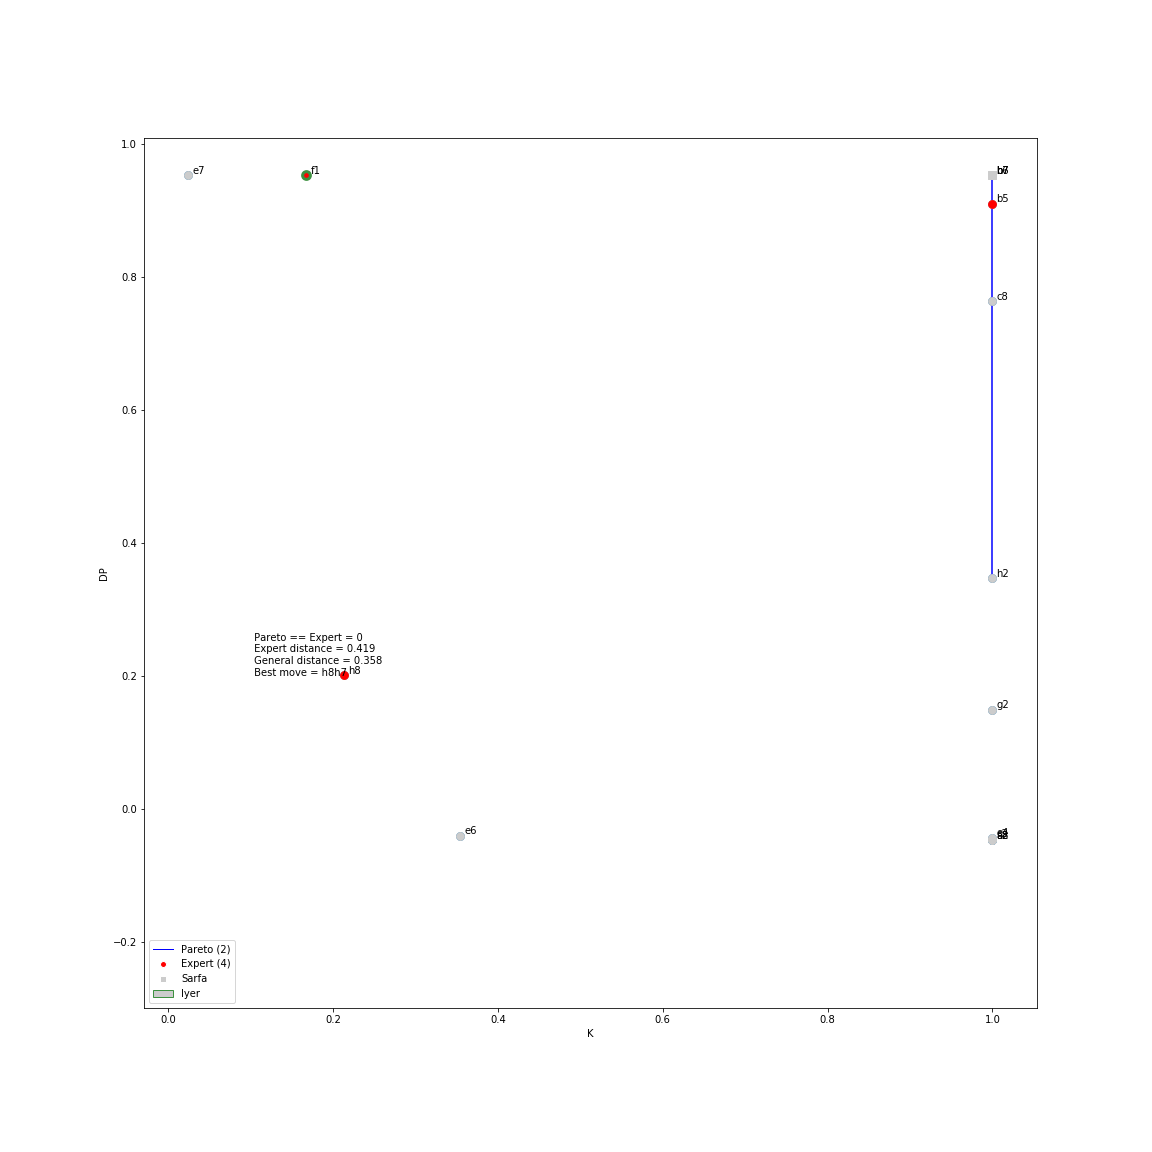 1.0
e7
f1
b5
0.8
c8
0.6
0.4
DP
h2
Pareto == Expert = 0
Expert distance = 0.419
General distance = 0.358
Best move = h8h7
h8
0.2
g2
0.0
e6
−0.2
Pareto (2)
Expert (4)
Sarfa
Iyer
0.0 0.2 0.4 0.6 0.8 1.0
K